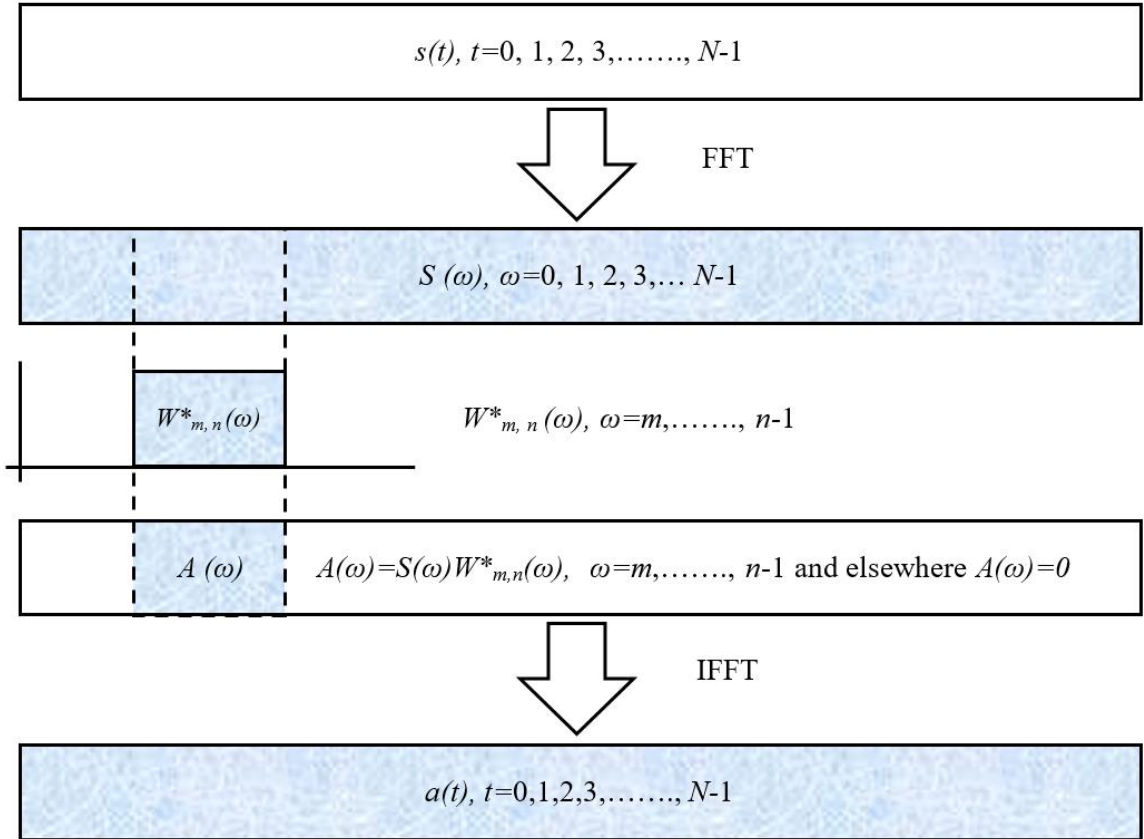 s(t), t=0, 1, 2, 3,……., N-1
FFT
S (ω), ω=0, 1, 2, 3,… N-1
W*m, n(ω)
W*m, n (ω), ω=m,……., n-1
A (ω)
A(ω)=S(ω)W*m,n(ω), ω=m,……., n-1 and elsewhere A(ω)=0
IFFT
a(t), t=0,1,2,3,……., N-1